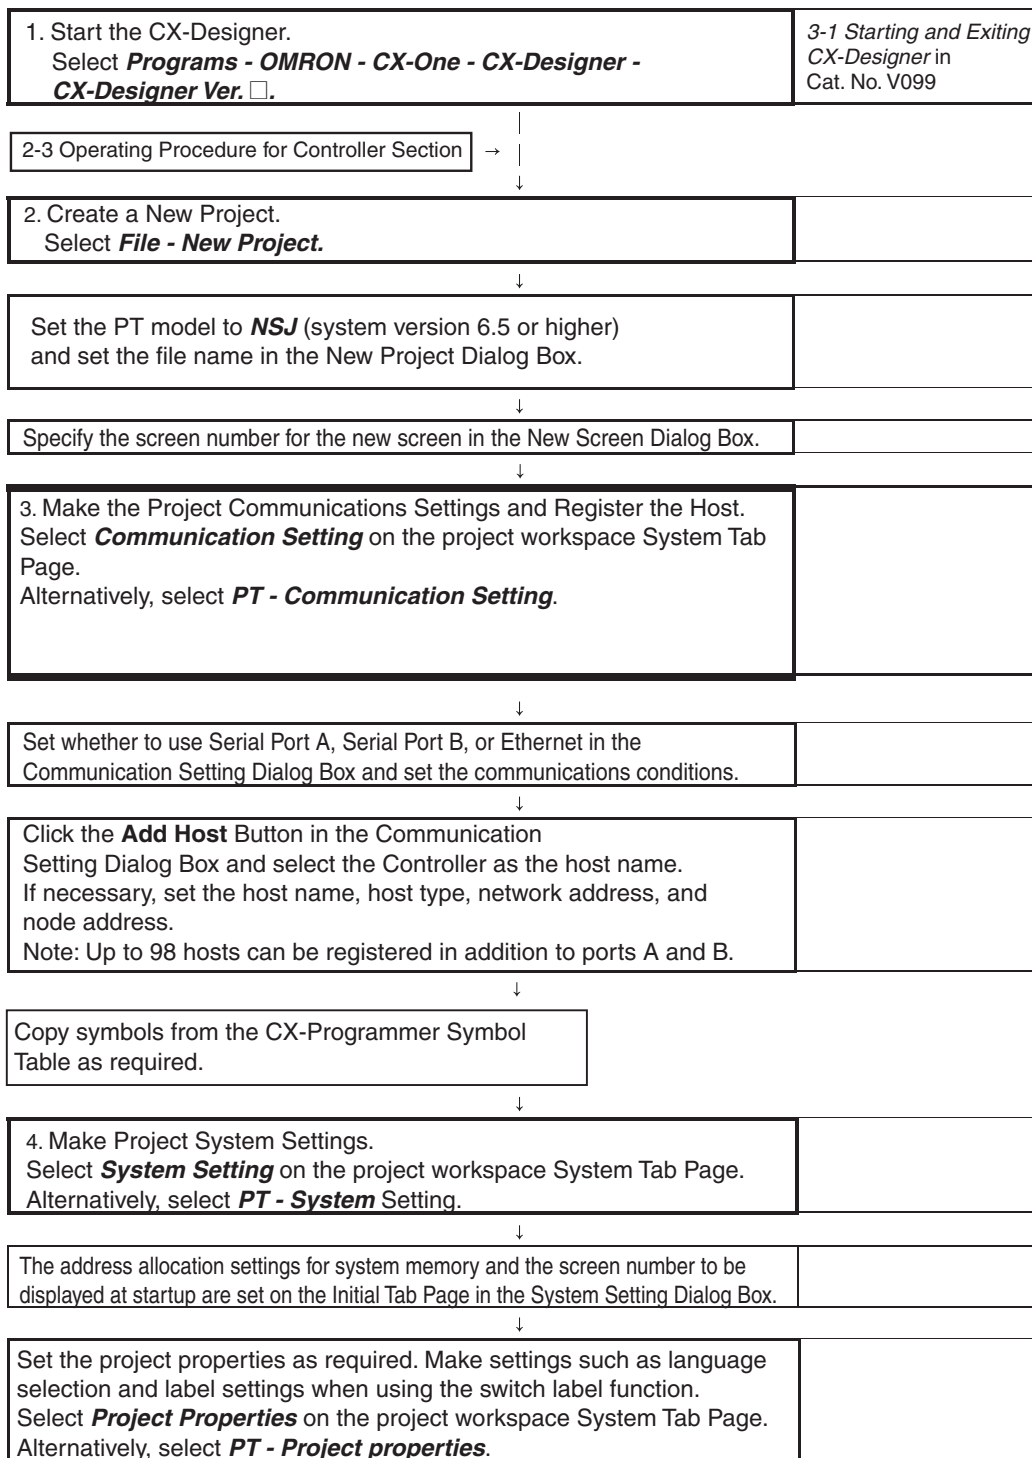 1. Start the CX-Designer.
Select Programs - OMRON - CX-One - CX-Designer -
CX-Designer Ver. □.
3-1 Starting and Exiting
CX-Designer in
Cat. No. V099
2-3 Operating Procedure for Controller Section →
↓
2. Create a New Project.
Select File - New Project.
↓
Set the PT model to NSJ (system version 6.5 or higher)
and set the file name in the New Project Dialog Box.
↓
Specify the screen number for the new screen in the New Screen Dialog Box.
↓
3. Make the Project Communications Settings and Register the Host.
Select Communication Setting on the project workspace System Tab
Page.
Alternatively, select PT - Communication Setting.
↓
Set whether to use Serial Port A, Serial Port B, or Ethernet in the
Communication Setting Dialog Box and set the communications conditions.
↓
Click the Add Host Button in the Communication
Setting Dialog Box and select the Controller as the host name.
If necessary, set the host name, host type, network address, and
node address.
Note: Up to 98 hosts can be registered in addition to ports A and B.
↓
Copy symbols from the CX-Programmer Symbol
Table as required.
↓
4. Make Project System Settings.
Select System Setting on the project workspace System Tab Page.
Alternatively, select PT - System Setting.
↓
The address allocation settings for system memory and the screen number to be
displayed at startup are set on the Initial Tab Page in the System Setting Dialog Box.
↓
Set the project properties as required. Make settings such as language
selection and label settings when using the switch label function.
Select Project Properties on the project workspace System Tab Page.
Alternatively, select PT - Project properties.